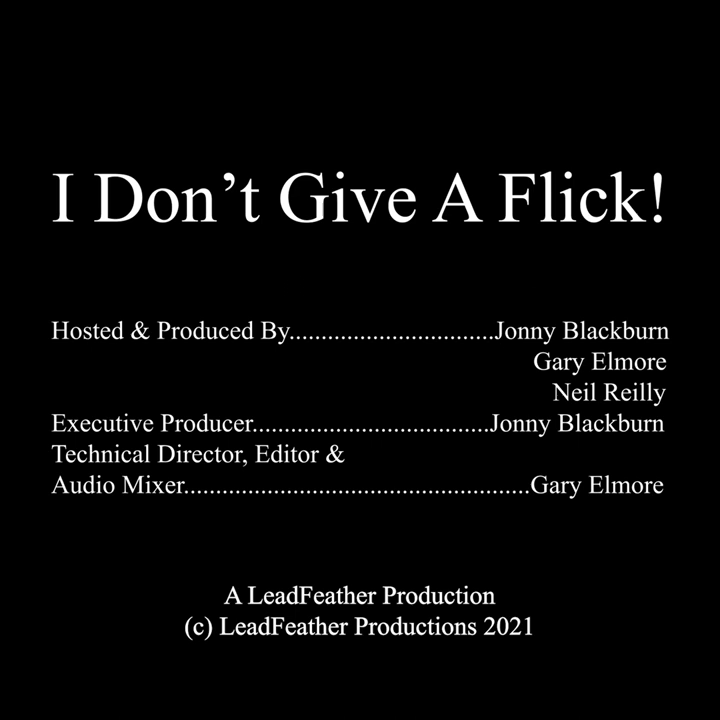 I Don’t Give A Flick!
Hosted & Produced By................................Jonny Blackburn
Gary Elmore
Neil Reilly
Executive Producer.....................................Jonny Blackburn
Technical Director, Editor &
Audio Mixer......................................................Gary Elmore
A LeadFeather Production
(c) LeadFeather Productions 2021